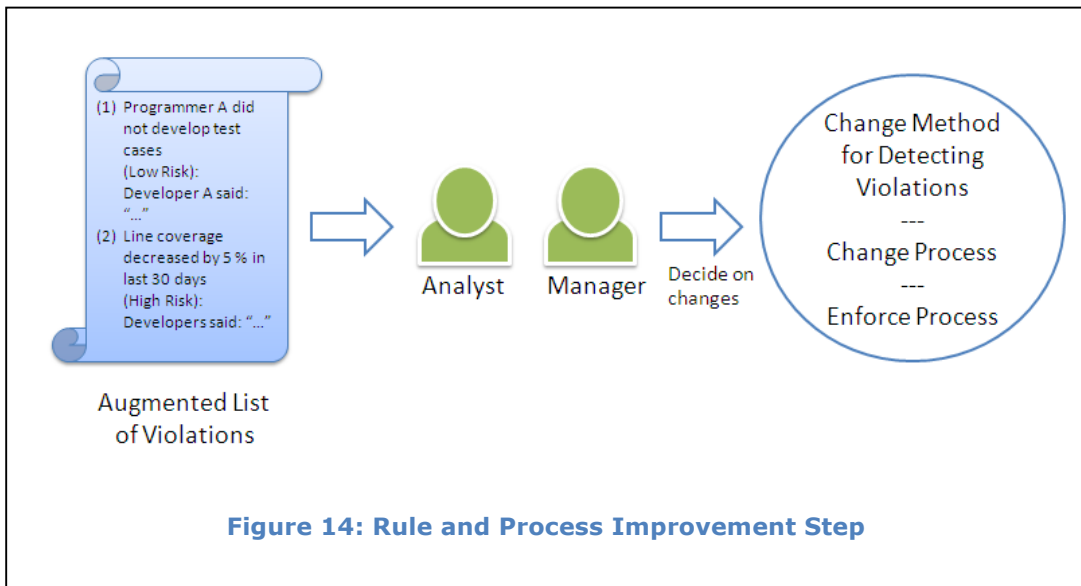 (1) Programmer A did
not develop test
cases
(Low Risk):
Developer A said:
“...”
(2) Line coverage
decreased by 5 % in
last 30 days
(High Risk):
Developers said: “...”
Augmented List
of Violations
Analyst
Manager
Decide on
changes
Change Method
for Detecting
Violations
---
Change Process
---
Enforce Process
Figure 14: Rule and Process Improvement Step